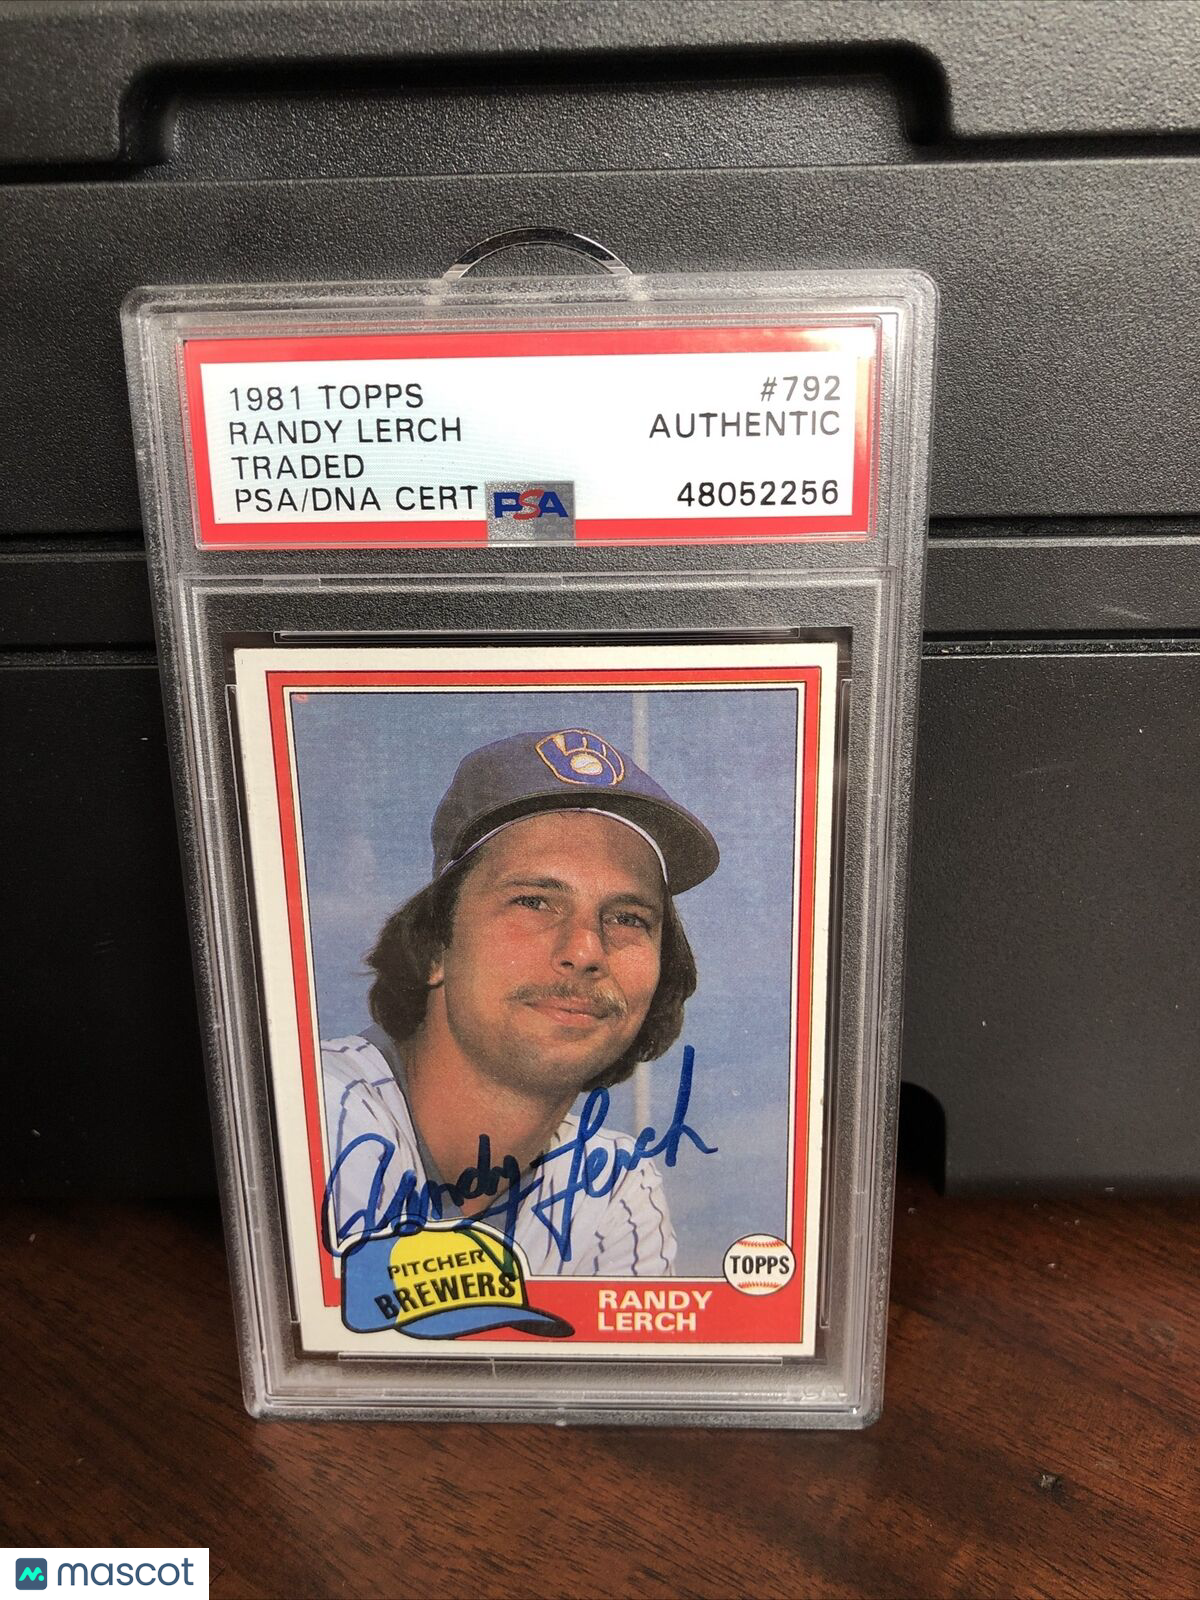 1981 TOPPS #792
RANDY LERCH AUTHENTIC
TRADED
PSA/DNA CERT PSA 48052256
Randy Lerch
PITCHER
BREWERS
TOPPS
RANDY
LERCH
mascot